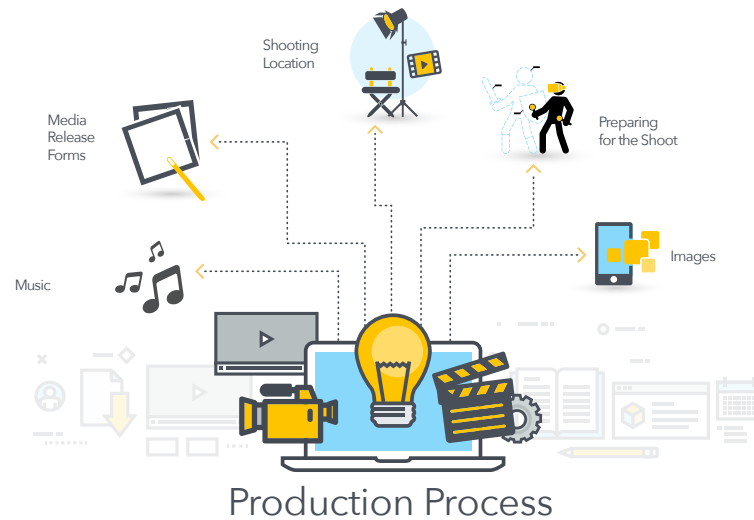 Shooting
Location
Media
Release
Forms
Preparing
for the Shoot
Music
Images
Production Process